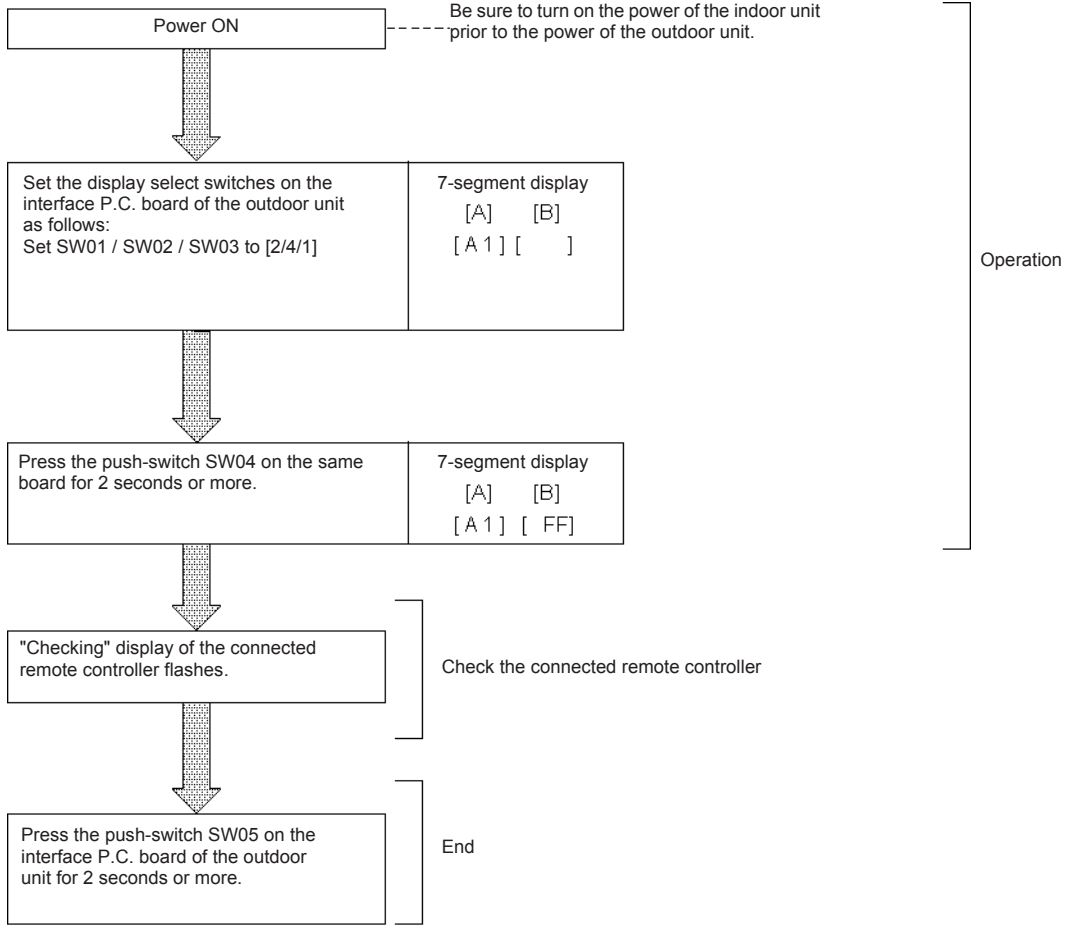 Power ON
Be sure to turn on the power of the indoor unit
prior to the power of the outdoor unit.
Set the display select switches on the
interface P.C. board of the outdoor unit
as follows:
Set SW01 / SW02 / SW03 to [2/4/1]
7-segment display
[A] [B]
[ A 1 ] [ ]
Operation
Press the push-switch SW04 on the same
board for 2 seconds or more.
7-segment display
[A] [B]
[ A 1 ] [ FF]
"Checking" display of the connected
remote controller flashes.
Check the connected remote controller
Press the push-switch SW05 on the
interface P.C. board of the outdoor
unit for 2 seconds or more.
End